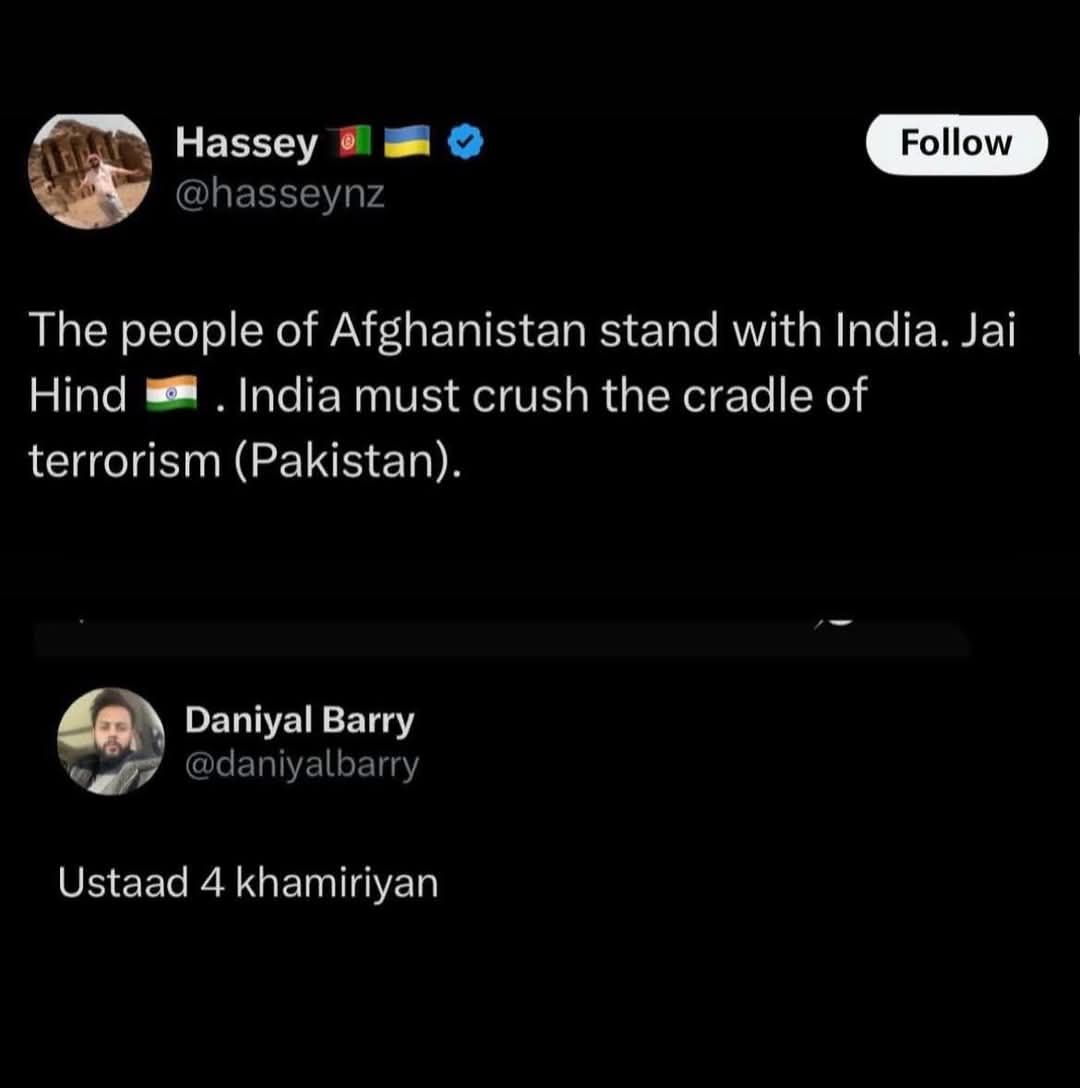 Hassey 🇦🇫 🇺🇦
Follow
@hasseynz
The people of Afghanistan stand with India. Jai
Hind 🇮🇳 . India must crush the cradle of
terrorism (Pakistan).
Daniyal Barry
@daniyalbarry
Ustaad 4 khamiriyan